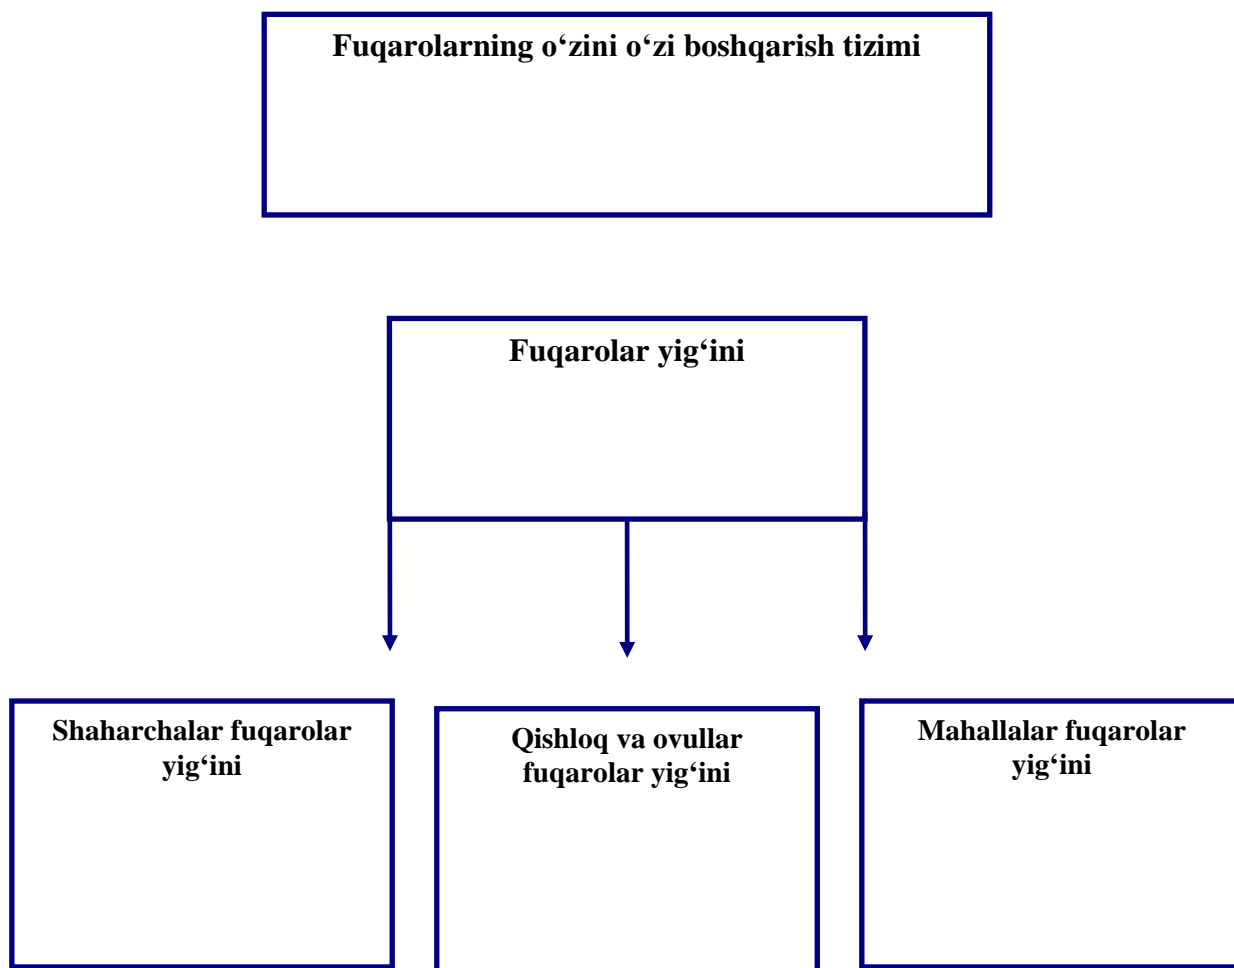 Fuqarolarning o‘zini o‘zi boshqarish tizimi
Fuqarolar yig‘ini
Shaharchalar fuqarolar
yig‘ini
Qishloq va ovullar
fuqarolar yig‘ini
Mahallalar fuqarolar
yig‘ini